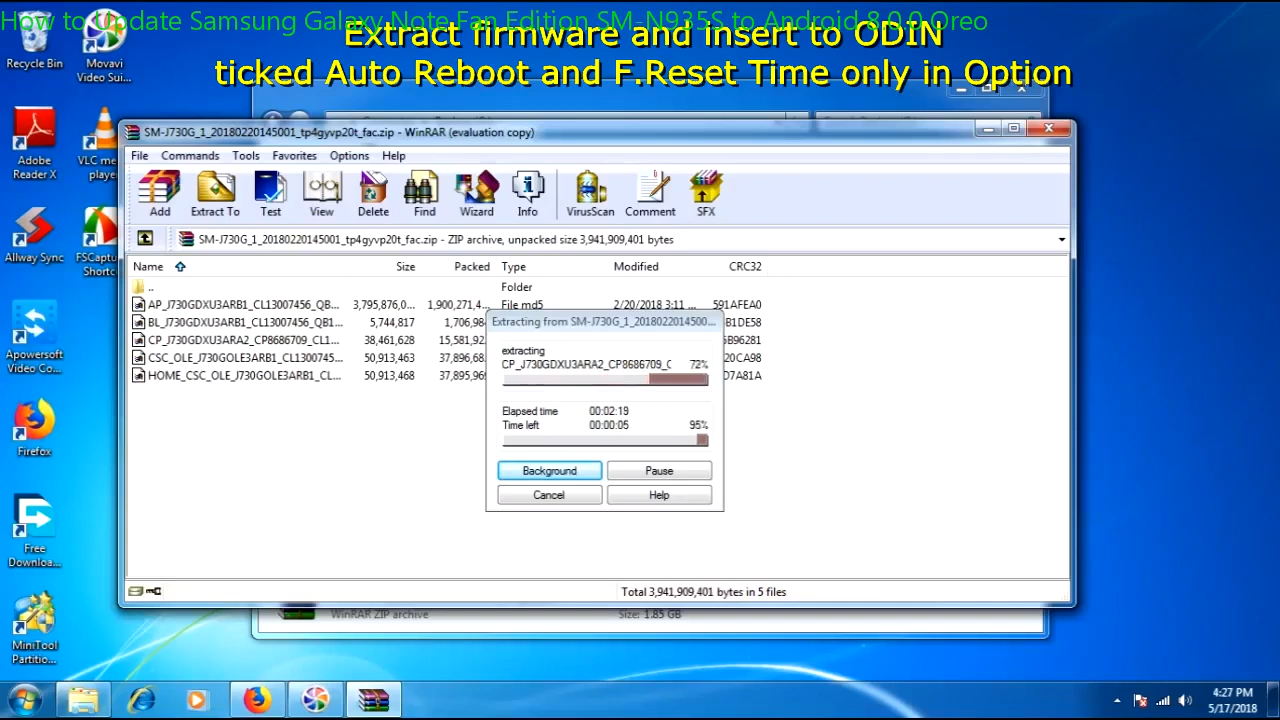 How to Update Samsung Galaxy Note Fan Edition SM-N935S to Android 8.0.0 Oreo
Extract firmware and insert to ODIN
ticked Auto Reboot and F.Reset Time only in Option
Recycle Bin
Movavi
Video Sui...
Adobe
Reader X
VLC me
player
Allway Sync
FSCaptu
Shortc
Apowersoft
Video Co...
Firefox
Free
Downloa...
MiniTool
Partitio...
SM-J730G_1_20180220145001_tp4gyvp20t_fac.zip - WinRAR (evaluation copy)
File Commands Tools Favorites Options Help
Add Extract To Test View Delete Find Wizard Info VirusScan Comment SFX
SM-J730G_1_20180220145001_tp4gyvp20t_fac.zip - ZIP archive, unpacked size 3,941,909,401 bytes
Name Size Packed Type Modified CRC32
.. Folder
AP_J730GDXU3ARB1_CL13007456_QB... 3,795,876,0... 1,900,271,4... File md5 2/20/2018 3:11 ... 591AFEA0
BL_J730GDXU3ARB1_CL13007456_QB1... 5,744,817 1,706,984 B1DE58
CP_J730GDXU3ARA2_CP8686709_CL1... 38,461,628 15,581,92 5B96281
CSC_OLE_J730GOLE3ARB1_CL1300745... 50,913,463 37,896,68 20CA98
HOME_CSC_OLE_J730GOLE3ARB1_CL... 50,913,468 37,895,96 D7A81A
Extracting from SM-J730G_1_2018022014500...
extracting
CP_J730GDXU3ARA2_CP8686709_C 72%
Elapsed time 00:02:19
Time left 00:00:05 95%
Background Pause
Cancel Help
Total 3,941,909,401 bytes in 5 files
WinRAR ZIP archive Size: 1.85 GB
4:27 PM
5/17/2018